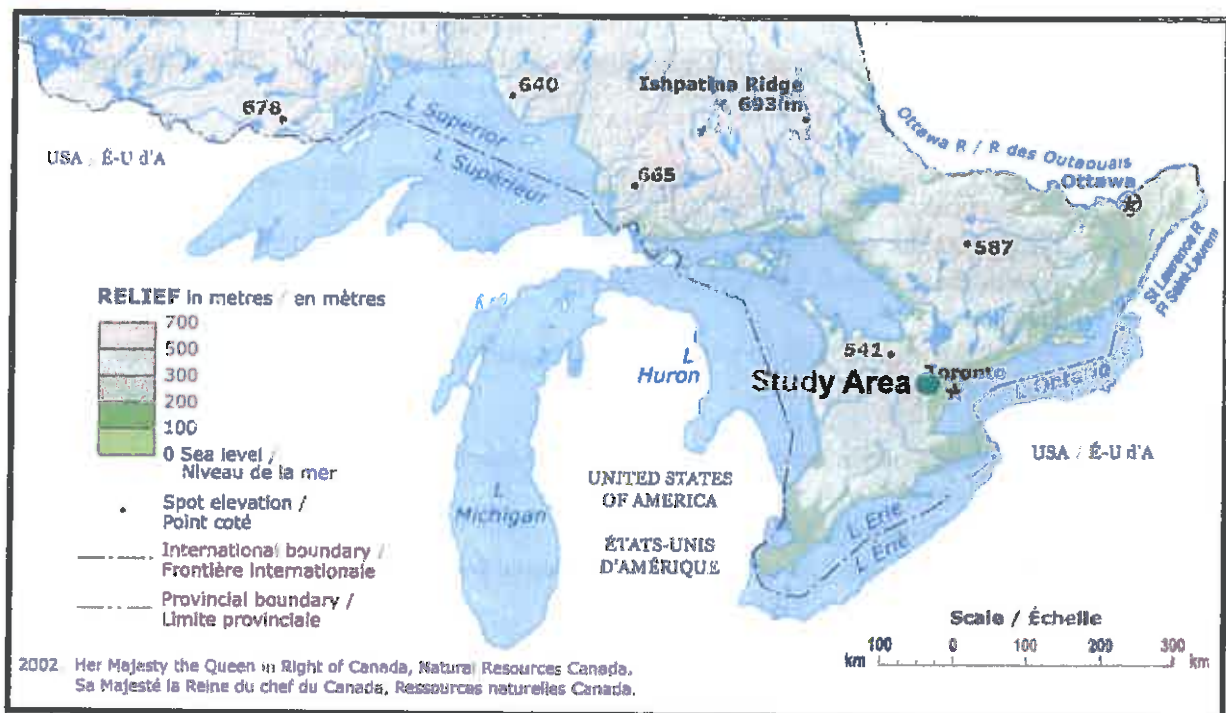 678
640
Ishpatina Ridge
693m
665
USA / É-U d'A
L Superior
L Supérieur
Ottawa R / R des Outaouais
Ottawa
587
St Lawrence R
Fl Saint-Laurent
RELIEF in metres / en mètres
700
500
300
200
100
0 Sea level /
Niveau de la mer
Spot elevation /
Point coté
International boundary /
Frontière internationale
Provincial boundary /
Limite provinciale
L
Huron
541
Toronto
Study Area
L Ontario
L
Michigan
UNITED STATES
OF AMERICA
ÉTATS-UNIS
D'AMÉRIQUE
L Erie
L Érié
USA / É-U d'A
Scale / Échelle
100 0 100 200 300
km km
2002 Her Majesty the Queen in Right of Canada, Natural Resources Canada.
Sa Majesté la Reine du chef du Canada, Ressources naturelles Canada.